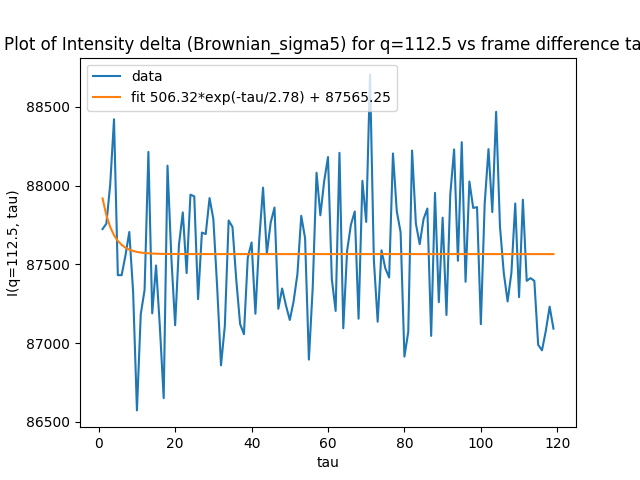 Plot of Intensity delta (Brownian_sigma5) for q=112.5 vs frame difference ta
data
fit 506.32*exp(-tau/2.78) + 87565.25
I(q=112.5, tau)
88500
88000
87500
87000
86500
0 20 40 60 80 100 120
tau